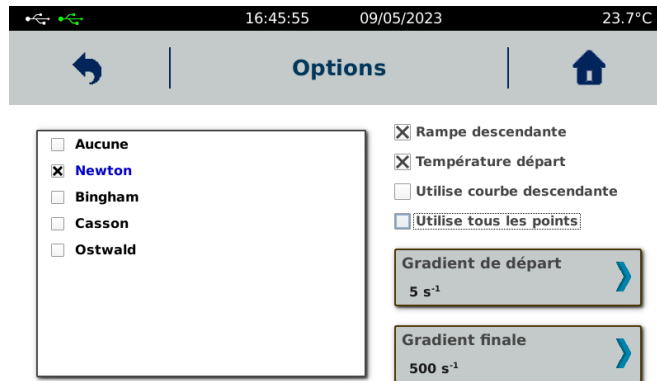 16:45:55 09/05/2023 23.7°C
Options
Aucune
Newton
Bingham
Casson
Ostwald
Rampe descendante
Température départ
Utilise courbe descendante
Utilise tous les points
Gradient de départ
5 s⁻¹
Gradient finale
500 s⁻¹